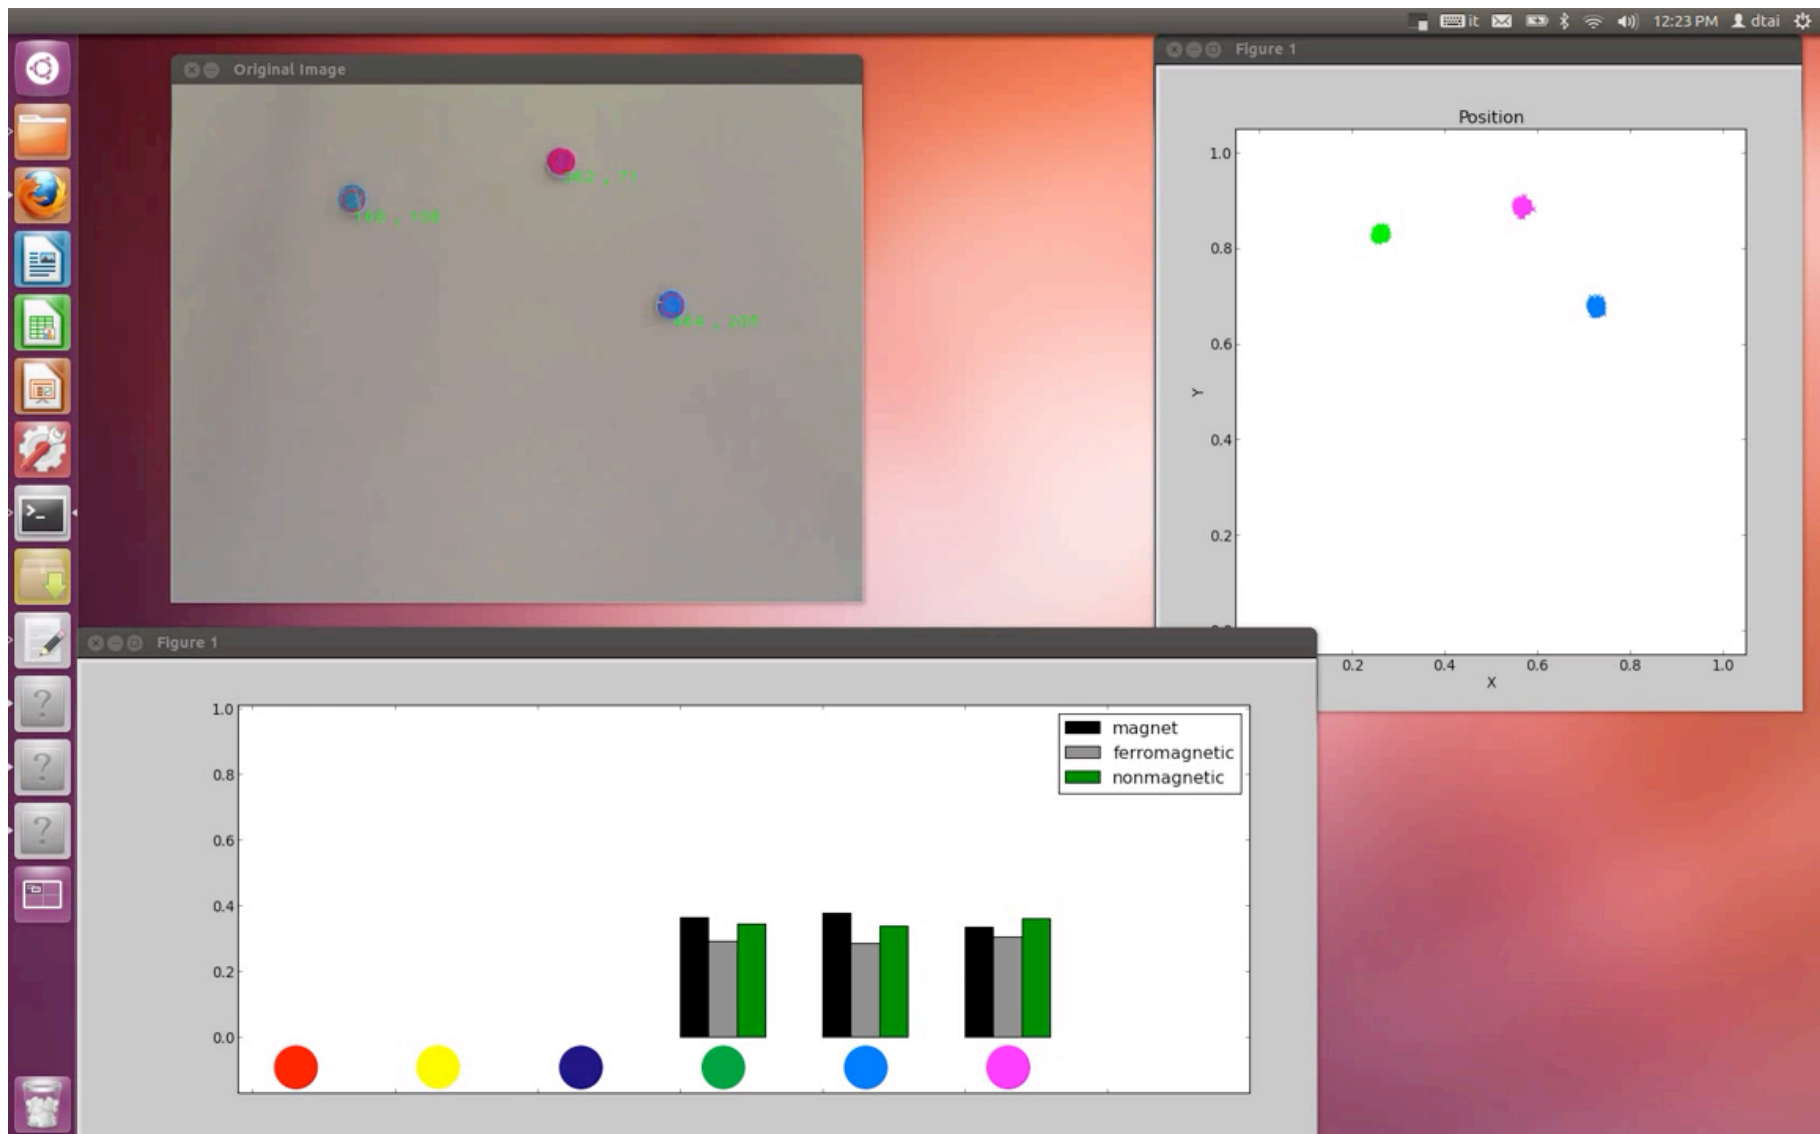 it 12:23 PM dtai
Original Image
Figure 1
Position
1.0
0.8
0.6
0.4
0.2
Y
0.2 0.4 0.6 0.8 1.0
X
Figure 1
1.0
0.8
0.6
0.4
0.2
0.0
magnet
ferromagnetic
nonmagnetic